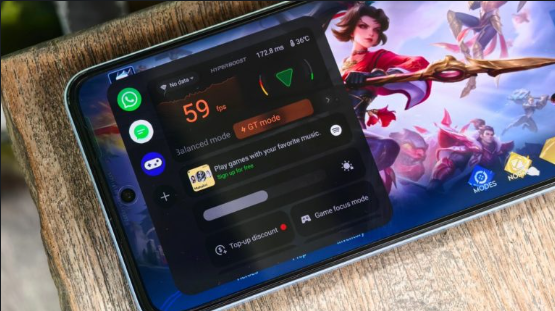 No data
HYPERBOOST
172.8 ms
36°C
59 fps
Balanced mode
GT mode
Play games with your favorite music.
Sign up for free
Top-up discount
Game focus mode
MODES